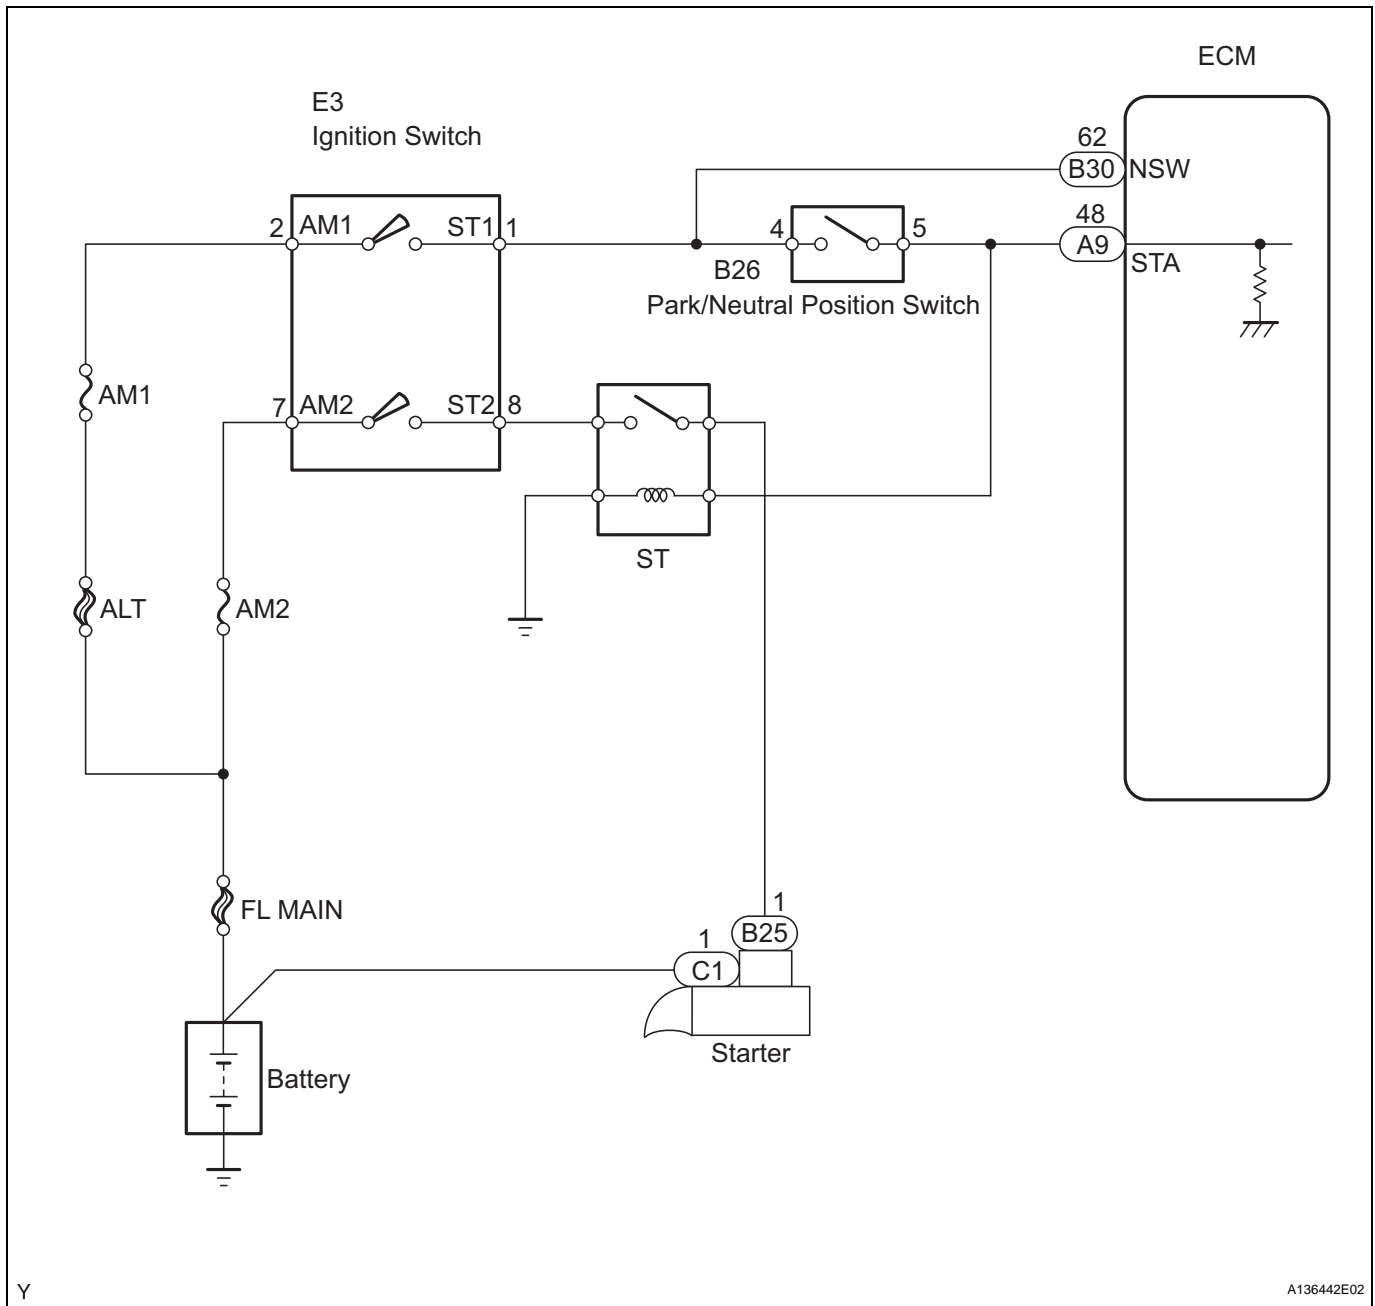 ECM
E3
Ignition Switch
62
B30 NSW
2 AM1 ST1 1
4 5
48
A9
STA
B26
Park/Neutral Position Switch
AM1
7 AM2 ST2 8
ST
ALT
AM2
FL MAIN
1
B25
1
C1
Starter
Battery
Y
A136442E02